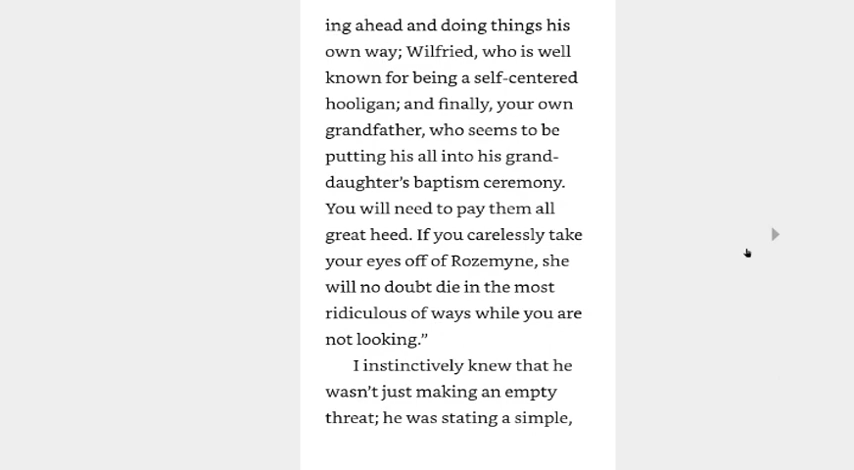 ing ahead and doing things his
own way; Wilfried, who is well
known for being a self-centered
hooligan; and finally, your own
grandfather, who seems to be
putting his all into his grand-
daughter’s baptism ceremony.
You will need to pay them all
great heed. If you carelessly take
your eyes off of Rozemyne, she
will no doubt die in the most
ridiculous of ways while you are
not looking.”
I instinctively knew that he
wasn’t just making an empty
threat; he was stating a simple,